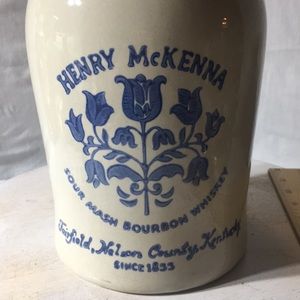 HENRY McKENNA
SOUR MASH BOURBON WHISKEY
Fairfield, Nelson County, Kentucky
SINCE 1855